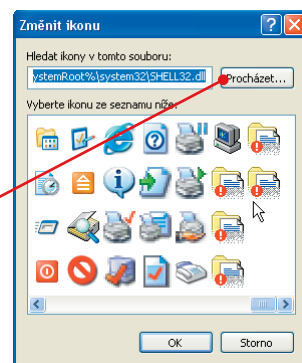 Změnit ikonu
Hledat ikony v tomto souboru:
ystemRoot%\system32\SHELL32.dll
Procházet...
Vyberte ikonu ze seznamu níže:
OK
Storno